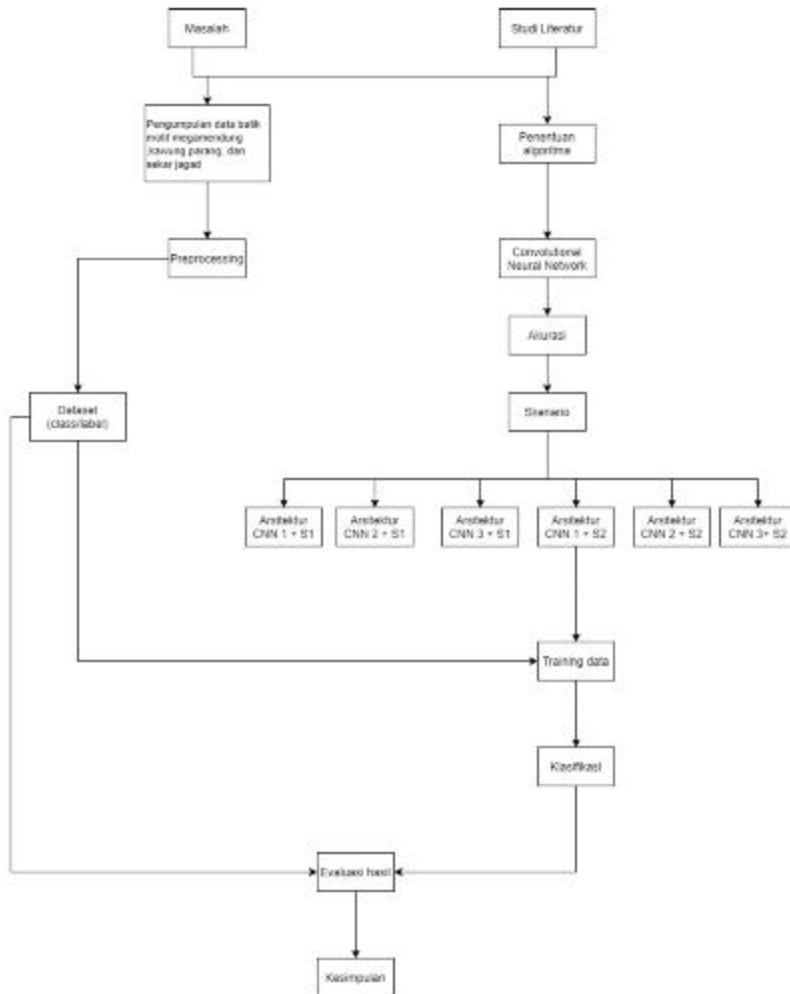 Masalah
Studi Literatur
Pengumpulan data batik
motif megamendung
,kawung parang, dan
sekar jagad
Penentuan
algoritma
Preprocessing
Convolutional
Neural Network
Akurasi
Skenario
Dataset
(class/label)
Arsitektur
CNN 1 + S1
Arsitektur
CNN 2 + S1
Arsitektur
CNN 3 + S1
Arsitektur
CNN 1 + S2
Arsitektur
CNN 2 + S2
Arsitektur
CNN 3+ S2
Training data
Klasifikasi
Evaluasi hasil
Kesimpulan